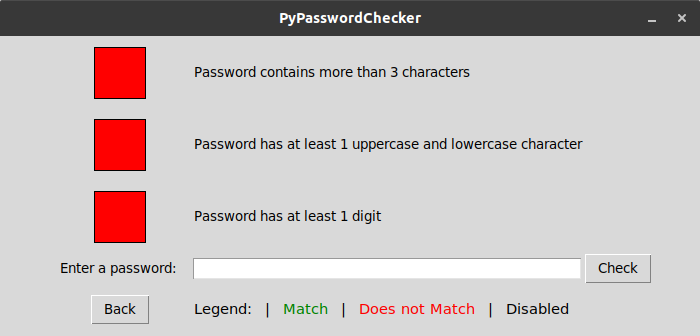 PyPasswordChecker
Password contains more than 3 characters
Password has at least 1 uppercase and lowercase character
Password has at least 1 digit
Enter a password: Check
Back Legend: | Match | Does not Match | Disabled